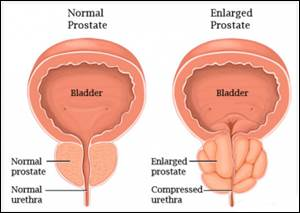 Normal
Prostate
Enlarged
Prostate
Bladder
Bladder
Normal
prostate
Normal
urethra
Enlarged
prostate
Compressed
urethra